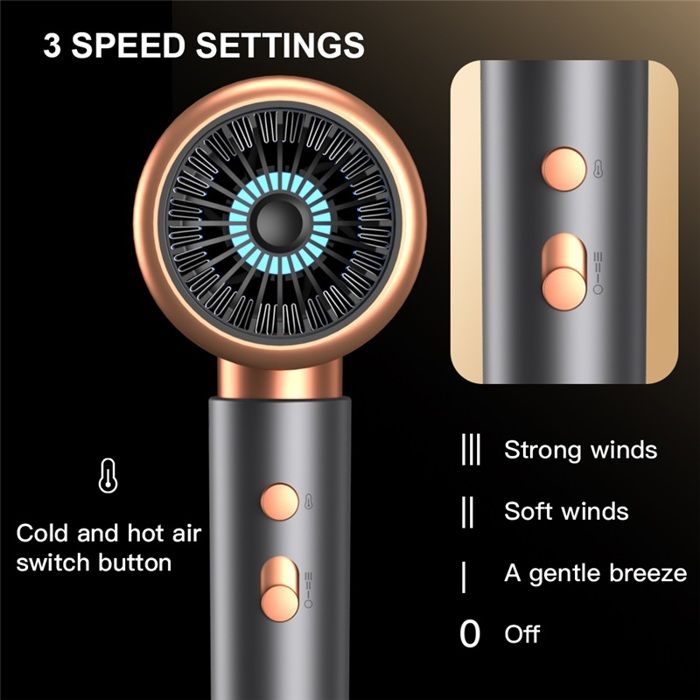 3 SPEED SETTINGS
Cold and hot air
switch button
||| Strong winds
|| Soft winds
| A gentle breeze
0 Off